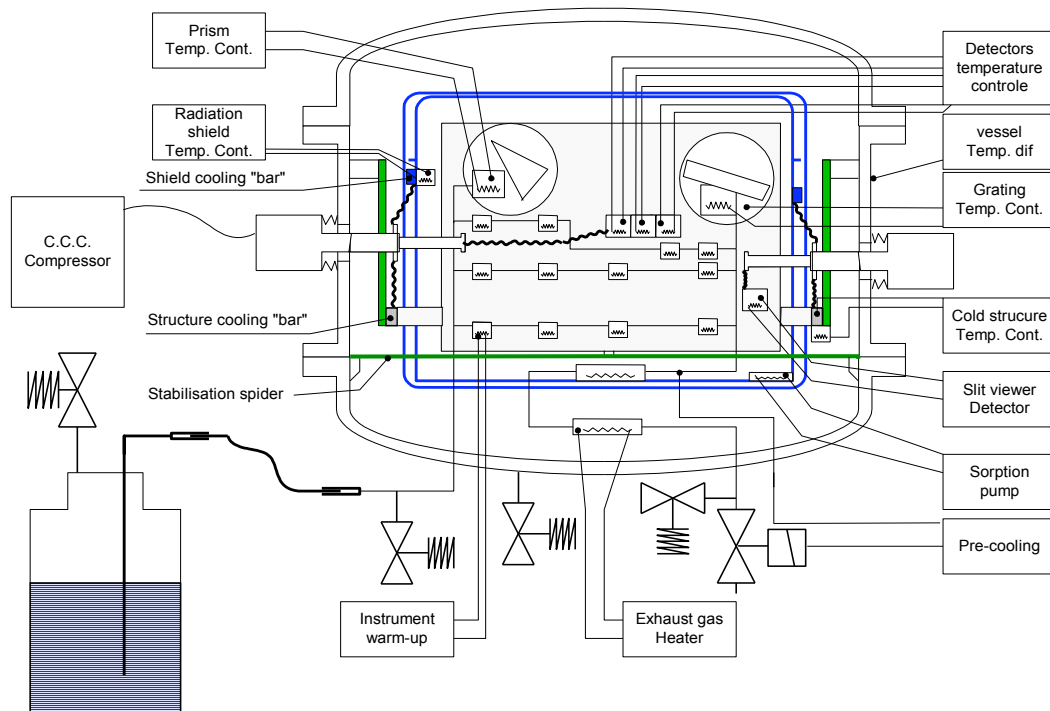 Prism
Temp. Cont.
Radiation
shield
Temp. Cont.
Shield cooling "bar"
C.C.C.
Compressor
Structure cooling "bar"
Stabilisation spider
Instrument
warm-up
Exhaust gas
Heater
Detectors
temperature
controle
vessel
Temp. dif
Grating
Temp. Cont.
Cold strucure
Temp. Cont.
Slit viewer
Detector
Sorption
pump
Pre-cooling